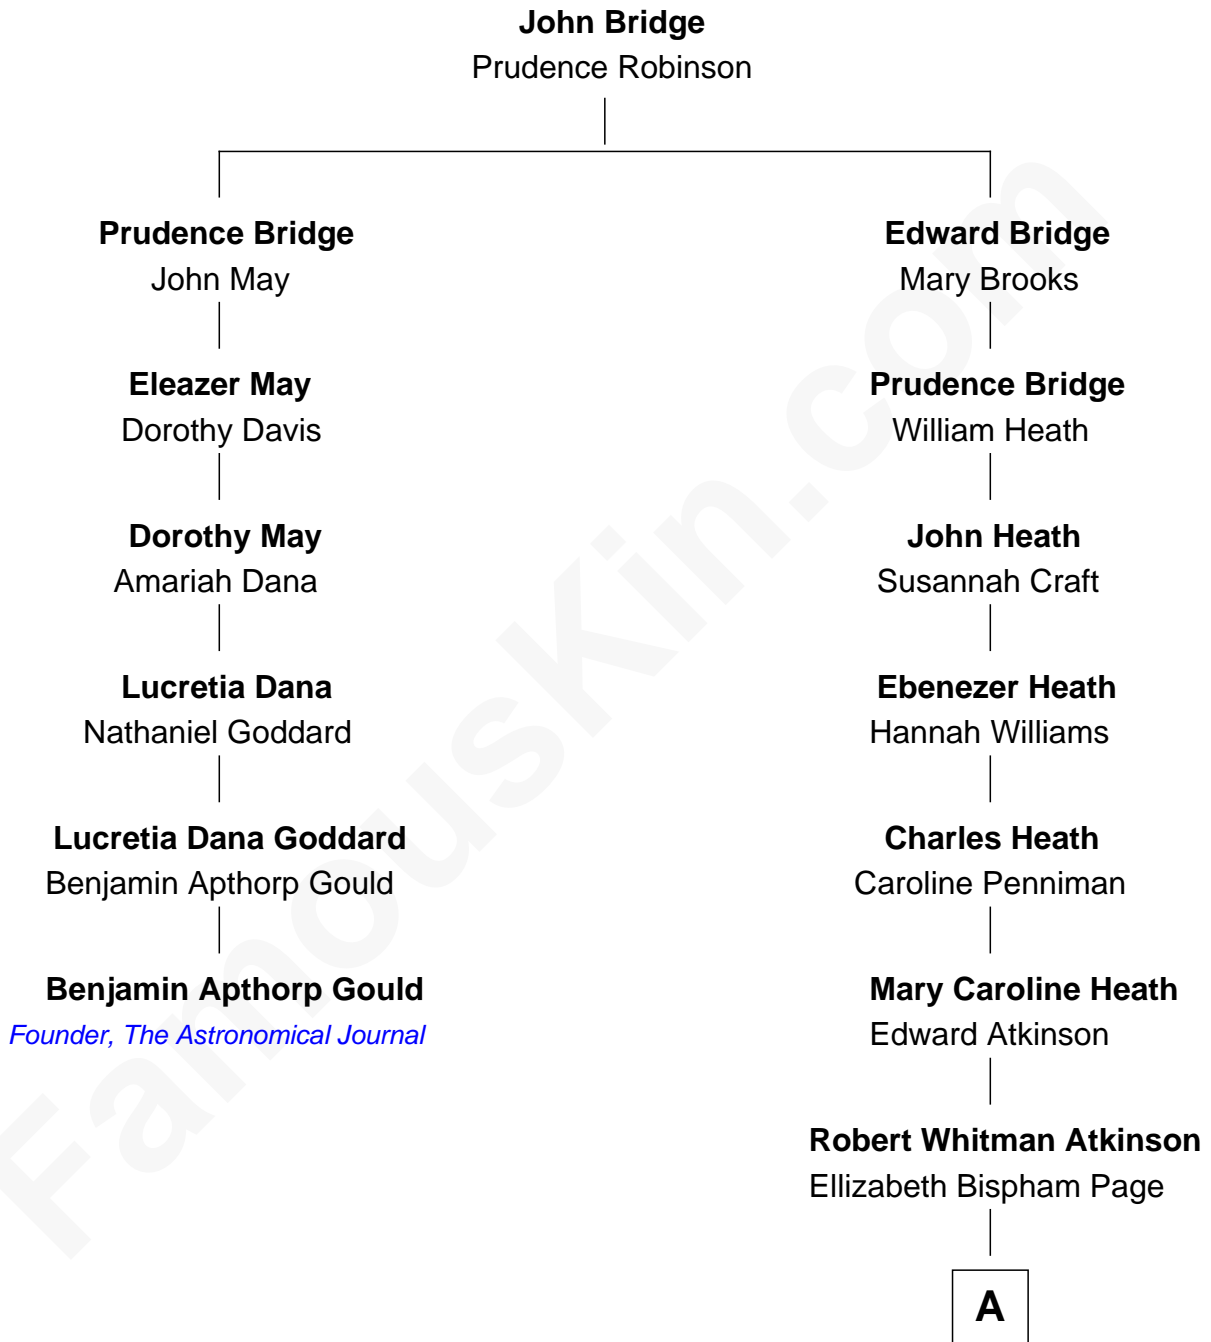 John Bridge
Prudence Robinson
Prudence Bridge
John May
Eleazer May
Dorothy Davis
Dorothy May
Amariah Dana
Lucretia Dana
Nathaniel Goddard
Lucretia Dana Goddard
Benjamin Apthorp Gould
Benjamin Apthorp Gould
Founder, The Astronomical Journal
Edward Bridge
Mary Brooks
Prudence Bridge
William Heath
John Heath
Susannah Craft
Ebenezer Heath
Hannah Williams
Charles Heath
Caroline Penniman
Mary Caroline Heath
Edward Atkinson
Robert Whitman Atkinson
Ellizabeth Bispham Page
A
FamousKin.com